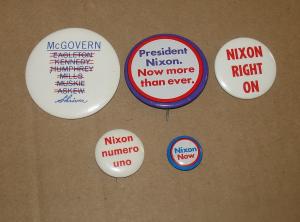 McGOVERN
EAGLETON
KENNEDY
HUMPHREY
MILLS
MUSKIE
ASKEW
Shriver
President
Nixon.
Now more
than ever.
NIXON
RIGHT
ON
Nixon
numero
uno
Nixon
Now